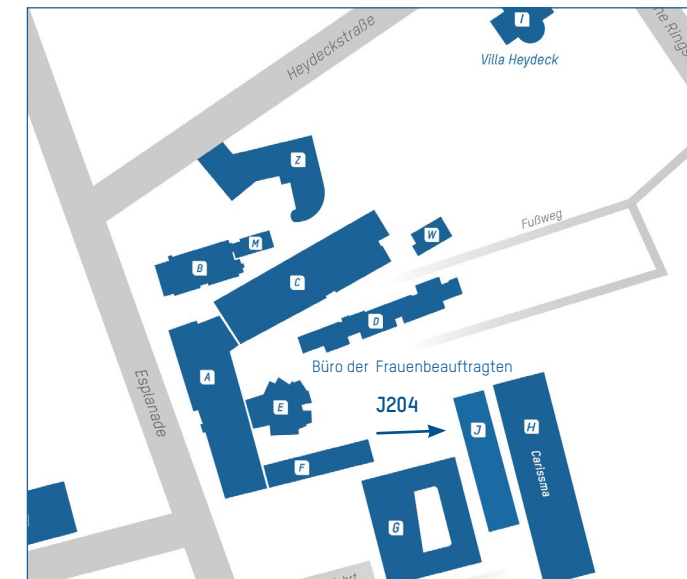 I
Villa Heydeck
Heydeckstraße
Z
M
B
W
Fußweg
C
D
A
Büro der Frauenbeauftragten
Esplanade
E
J204
J
H
Carissma
F
G